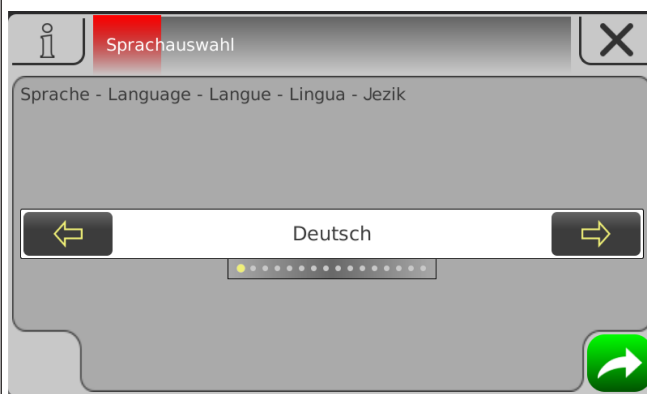 Sprachauswahl
Sprache - Language - Langue - Lingua - Jezik
Deutsch